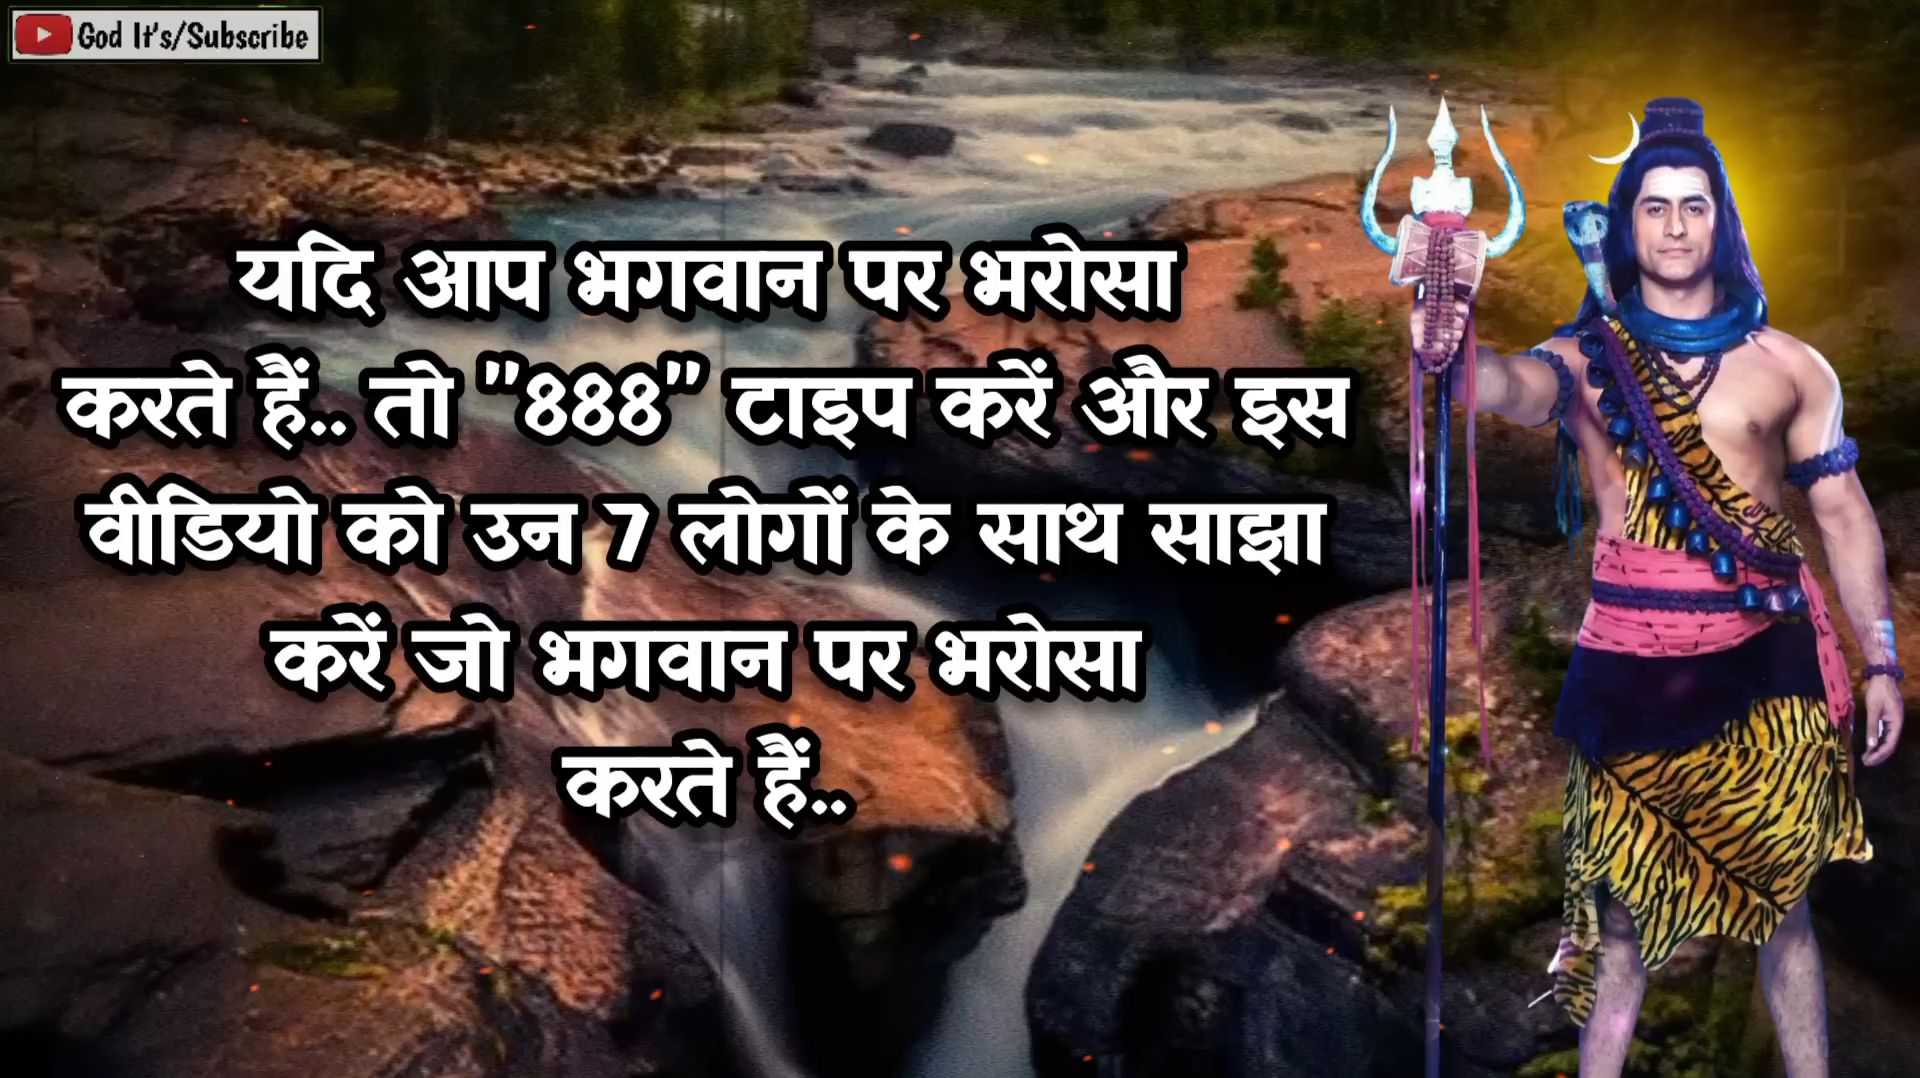 God It's/Subscribe
यदि आप भगवान पर भरोसा
करते हैं.. तो "888" टाइप करें और इस
वीडियो को उन 7 लोगों के साथ साझा
करें जो भगवान पर भरोसा
करते हैं..